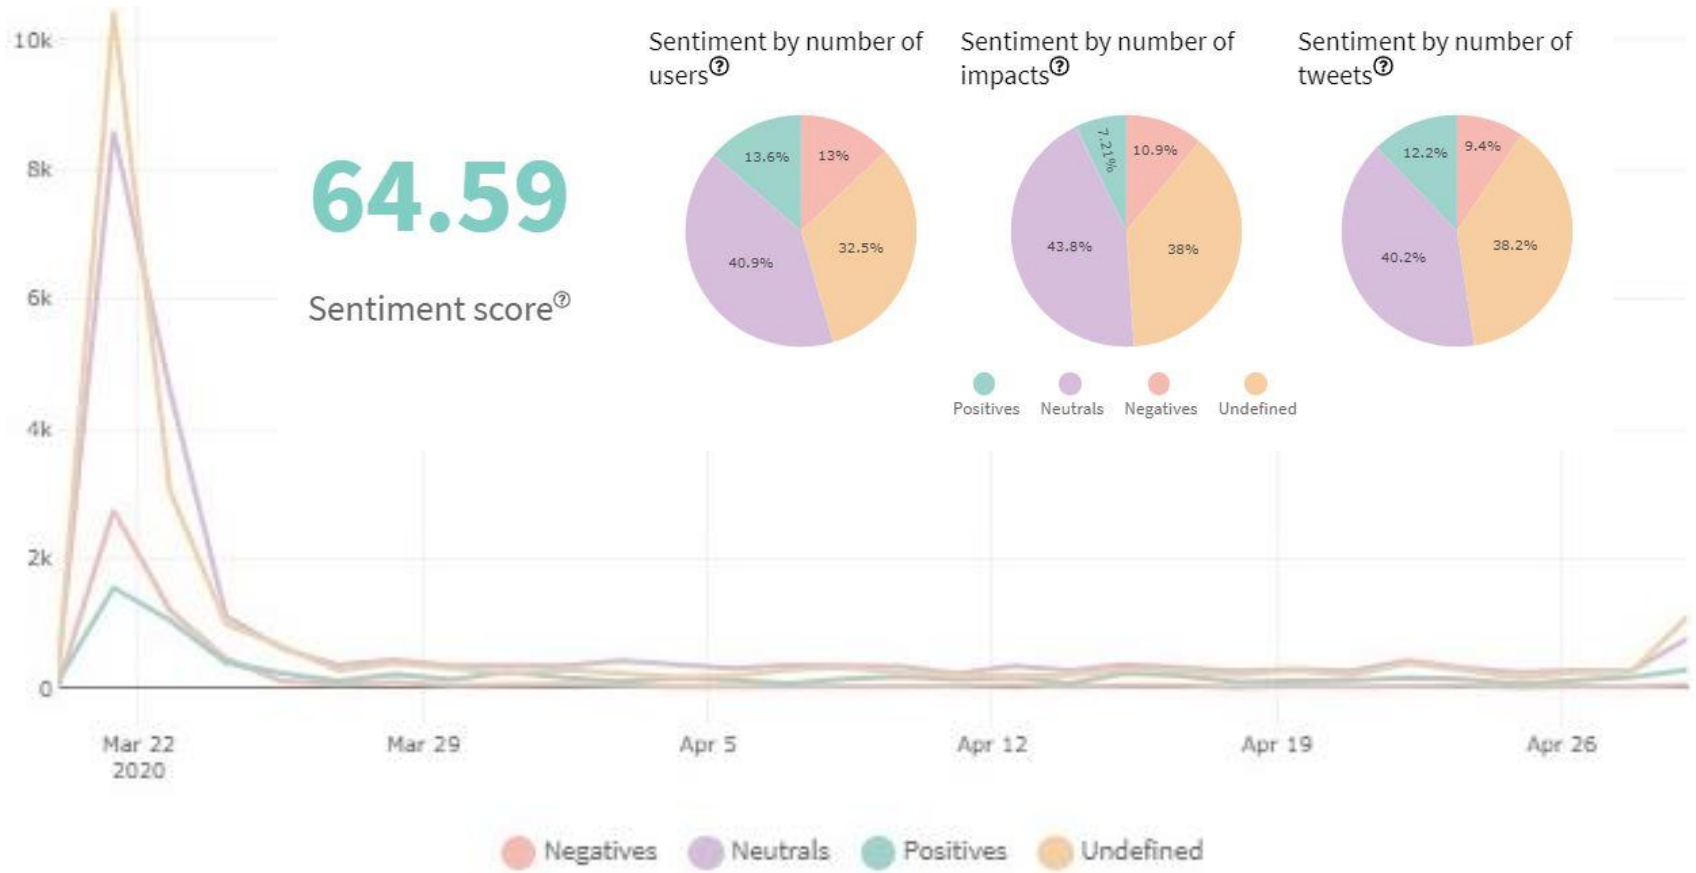 10k
8k
6k
4k
2k
0
64.59
Sentiment score?
Sentiment by number of
users?
13.6%
13%
40.9%
32.5%
Sentiment by number of
impacts?
7.21%
10.9%
43.8%
38%
Sentiment by number of
tweets?
12.2%
9.4%
40.2%
38.2%
Positives Neutrals Negatives Undefined
Mar 22 Mar 29 Apr 5 Apr 12 Apr 19 Apr 26
2020
Negatives Neutrals Positives Undefined